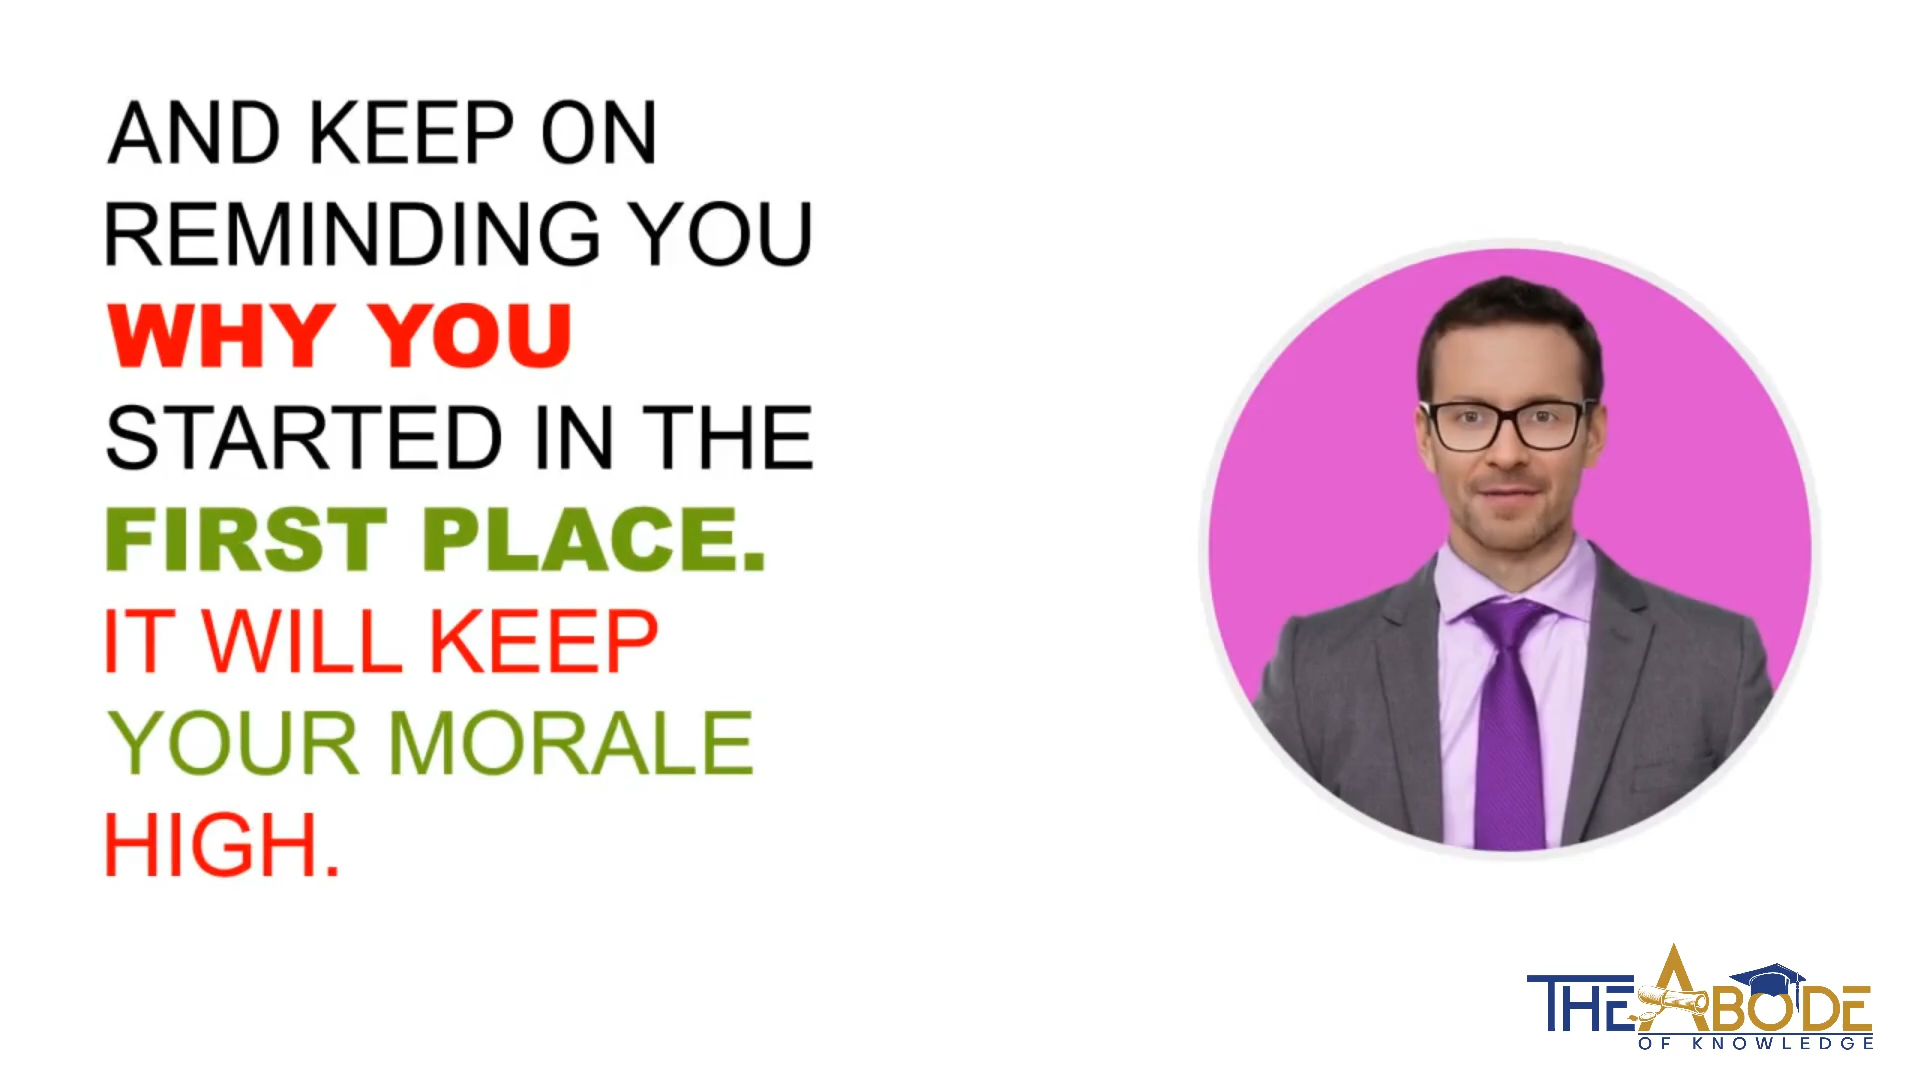 AND KEEP ON
REMINDING YOU
WHY YOU
STARTED IN THE
FIRST PLACE.
IT WILL KEEP
YOUR MORALE
HIGH.
THE ABODE
OF KNOWLEDGE